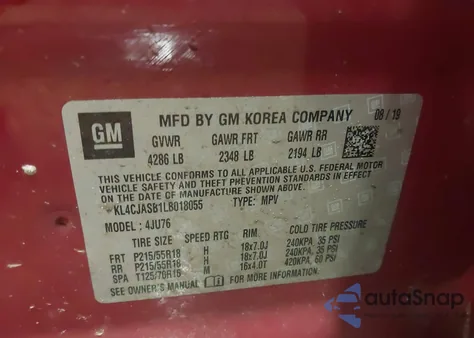 GM
MFD BY GM KOREA COMPANY 08/19
GVWR GAWR FRT GAWR RR
4286 LB 2348 LB 2194 LB
THIS VEHICLE CONFORMS TO ALL APPLICABLE U.S. FEDERAL MOTOR
VEHICLE SAFETY AND THEFT PREVENTION STANDARDS IN EFFECT ON
THE DATE OF MANUFACTURE SHOWN ABOVE.
*KL4CJASB1LB018055 TYPE: MPV
MODEL: 4JU76
TIRE SIZE SPEED RTG RIM COLD TIRE PRESSURE
FRT P215/55R18 H 18x7.0J 240KPA, 35 PSI
RR P215/55R18 H 18x7.0J 240KPA, 35 PSI
SPA T125/70R16 M 16x4.0T 420KPA, 60 PSI
SEE OWNER'S MANUAL FOR MORE INFORMATION.
autoSnap